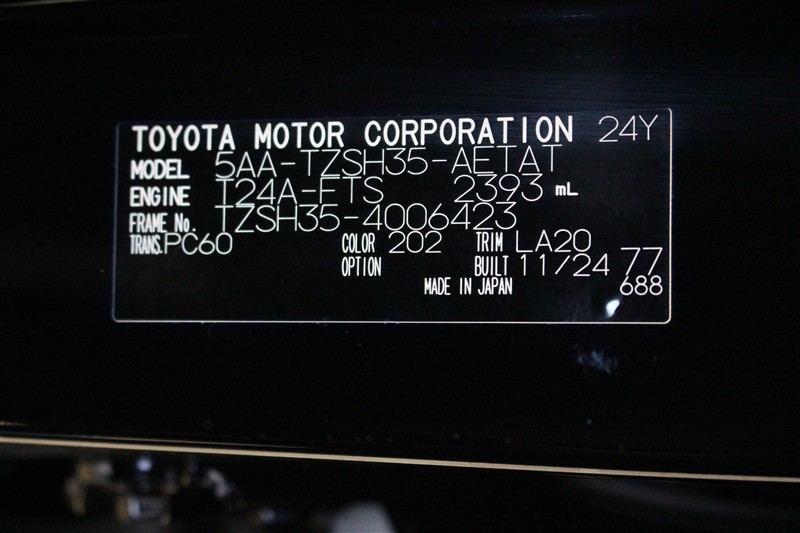 TOYOTA MOTOR CORPORATION 24Y
MODEL 5AA-TZSH35-AETAT
ENGINE T24A-FTS 2393 mL
FRAME No. TZSH35-4006423
TRANS. PC60 COLOR 202 TRIM LA20
OPTION BUILT 11/24 77
MADE IN JAPAN 688